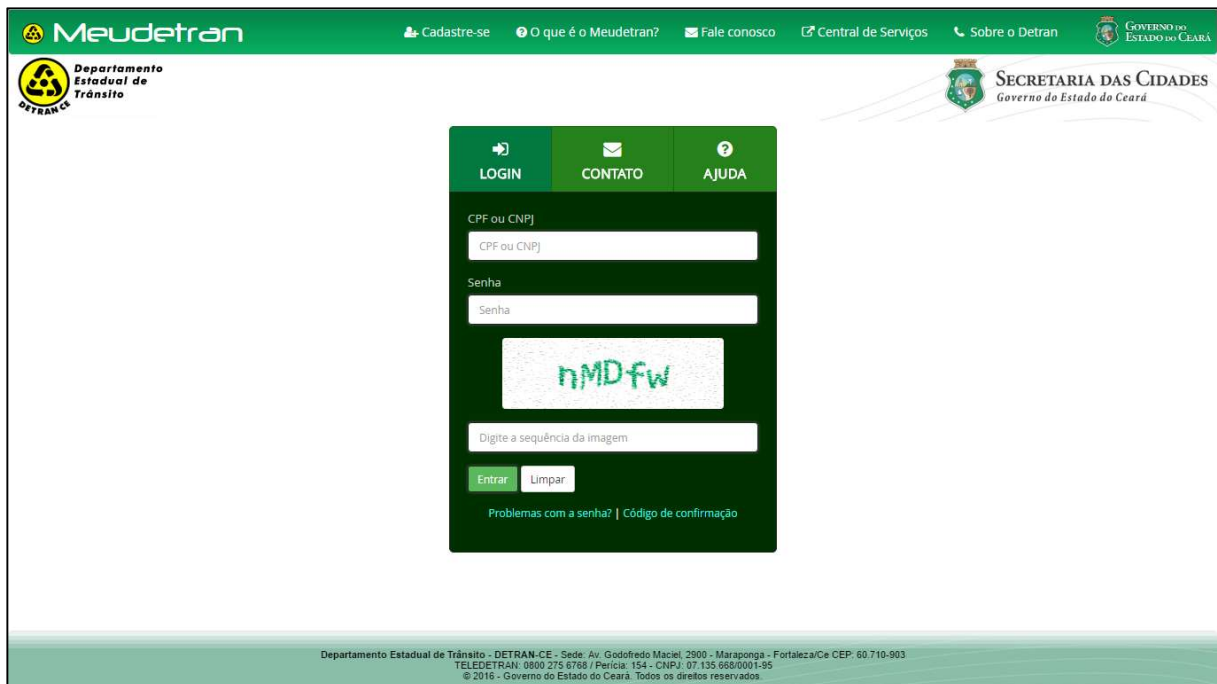 Meudetran
Cadastre-se
O que é o Meudetran?
Fale conosco
Central de Serviços
Sobre o Detran
GOVERNO DO
ESTADO DO CEARÁ
Departamento
Estadual de
Trânsito
DETRAN CE
SECRETARIA DAS CIDADES
Governo do Estado do Ceará
LOGIN
CONTATO
AJUDA
CPF ou CNPJ
CPF ou CNPJ
Senha
Senha
nMDfw
Digite a sequência da imagem
Entrar
Limpar
Problemas com a senha? | Código de confirmação
Departamento Estadual de Trânsito - DETRAN-CE - Sede: Av. Godofredo Maciel, 2900 - Maraponga - Fortaleza/Ce CEP: 60.710-903
TELEDETRAN: 0800 275 6768 / Perícia: 154 - CNPJ: 07.135.668/0001-95
© 2016 - Governo do Estado do Ceará. Todos os direitos reservados.